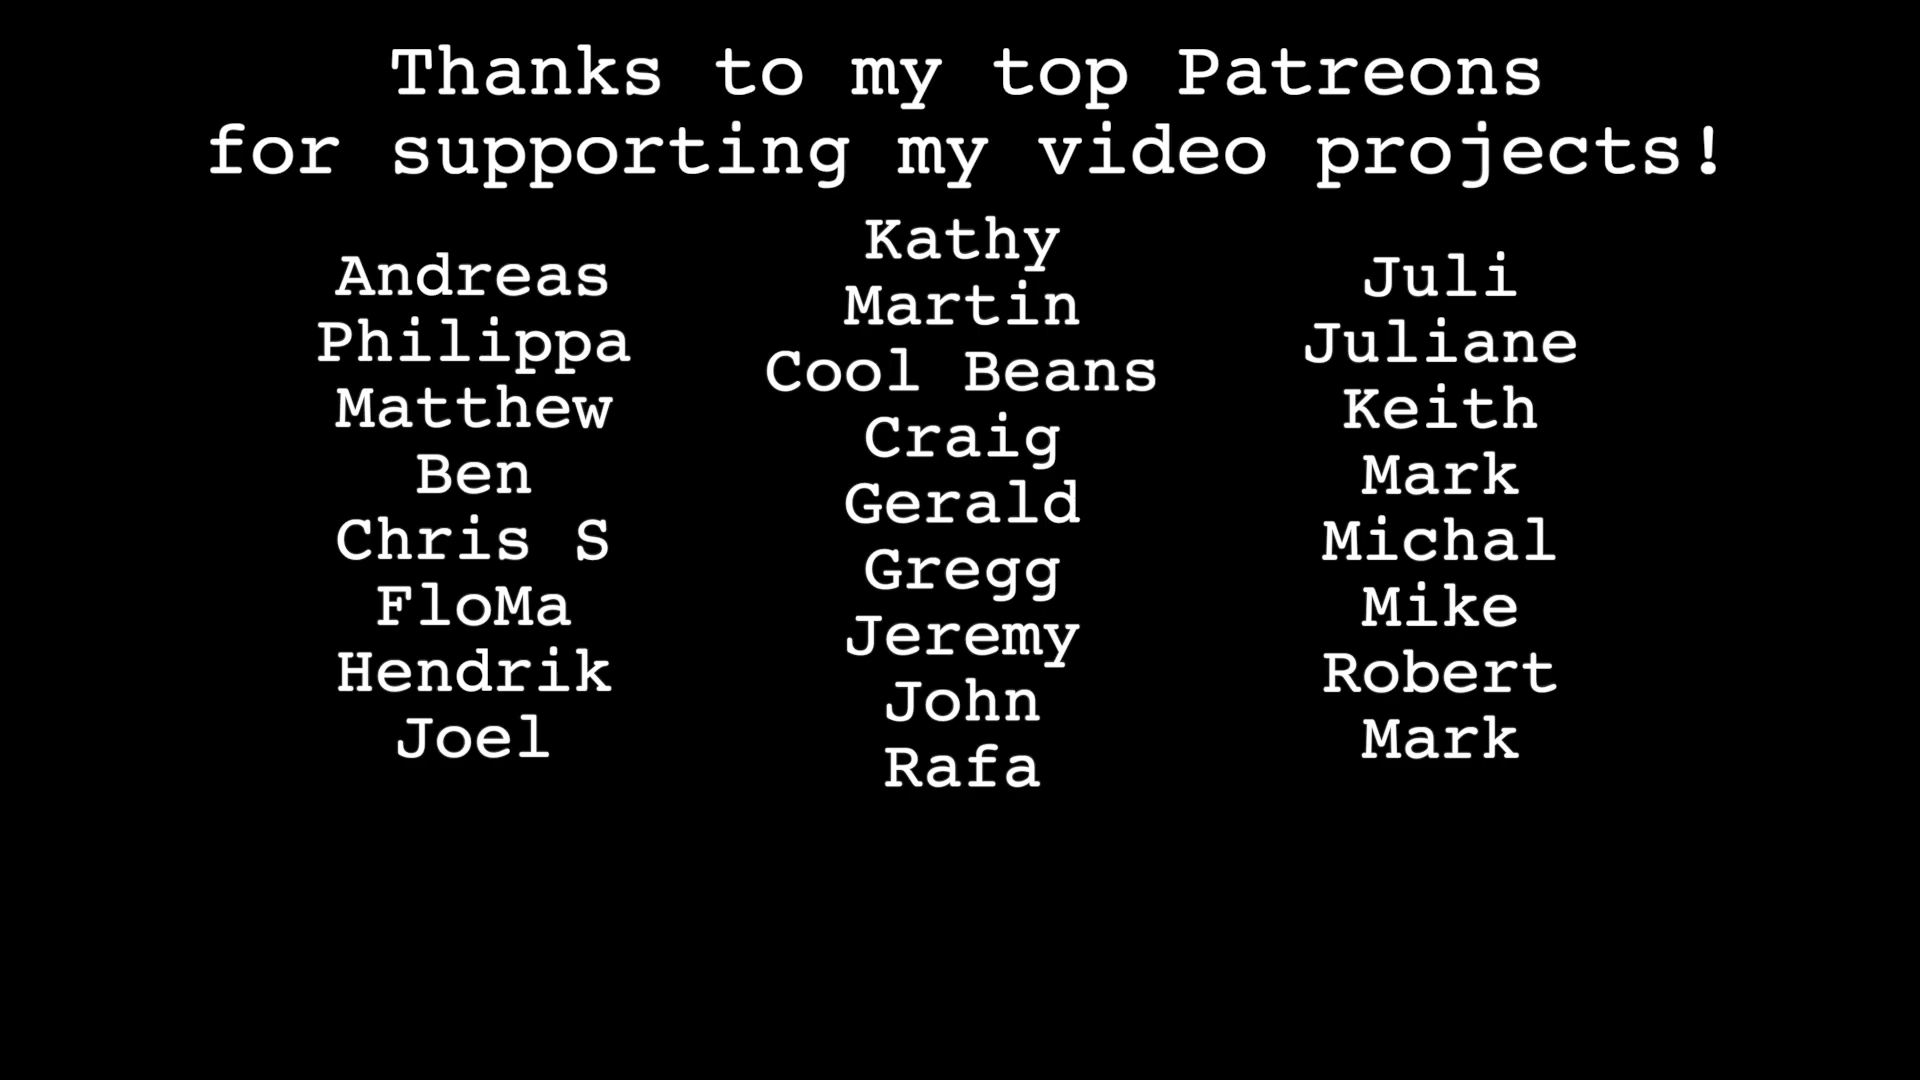 Thanks to my top Patreons
for supporting my video projects!
Andreas
Philippa
Matthew
Ben
Chris S
FloMa
Hendrik
Joel
Kathy
Martin
Cool Beans
Craig
Gerald
Gregg
Jeremy
John
Rafa
Juli
Juliane
Keith
Mark
Michal
Mike
Robert
Mark